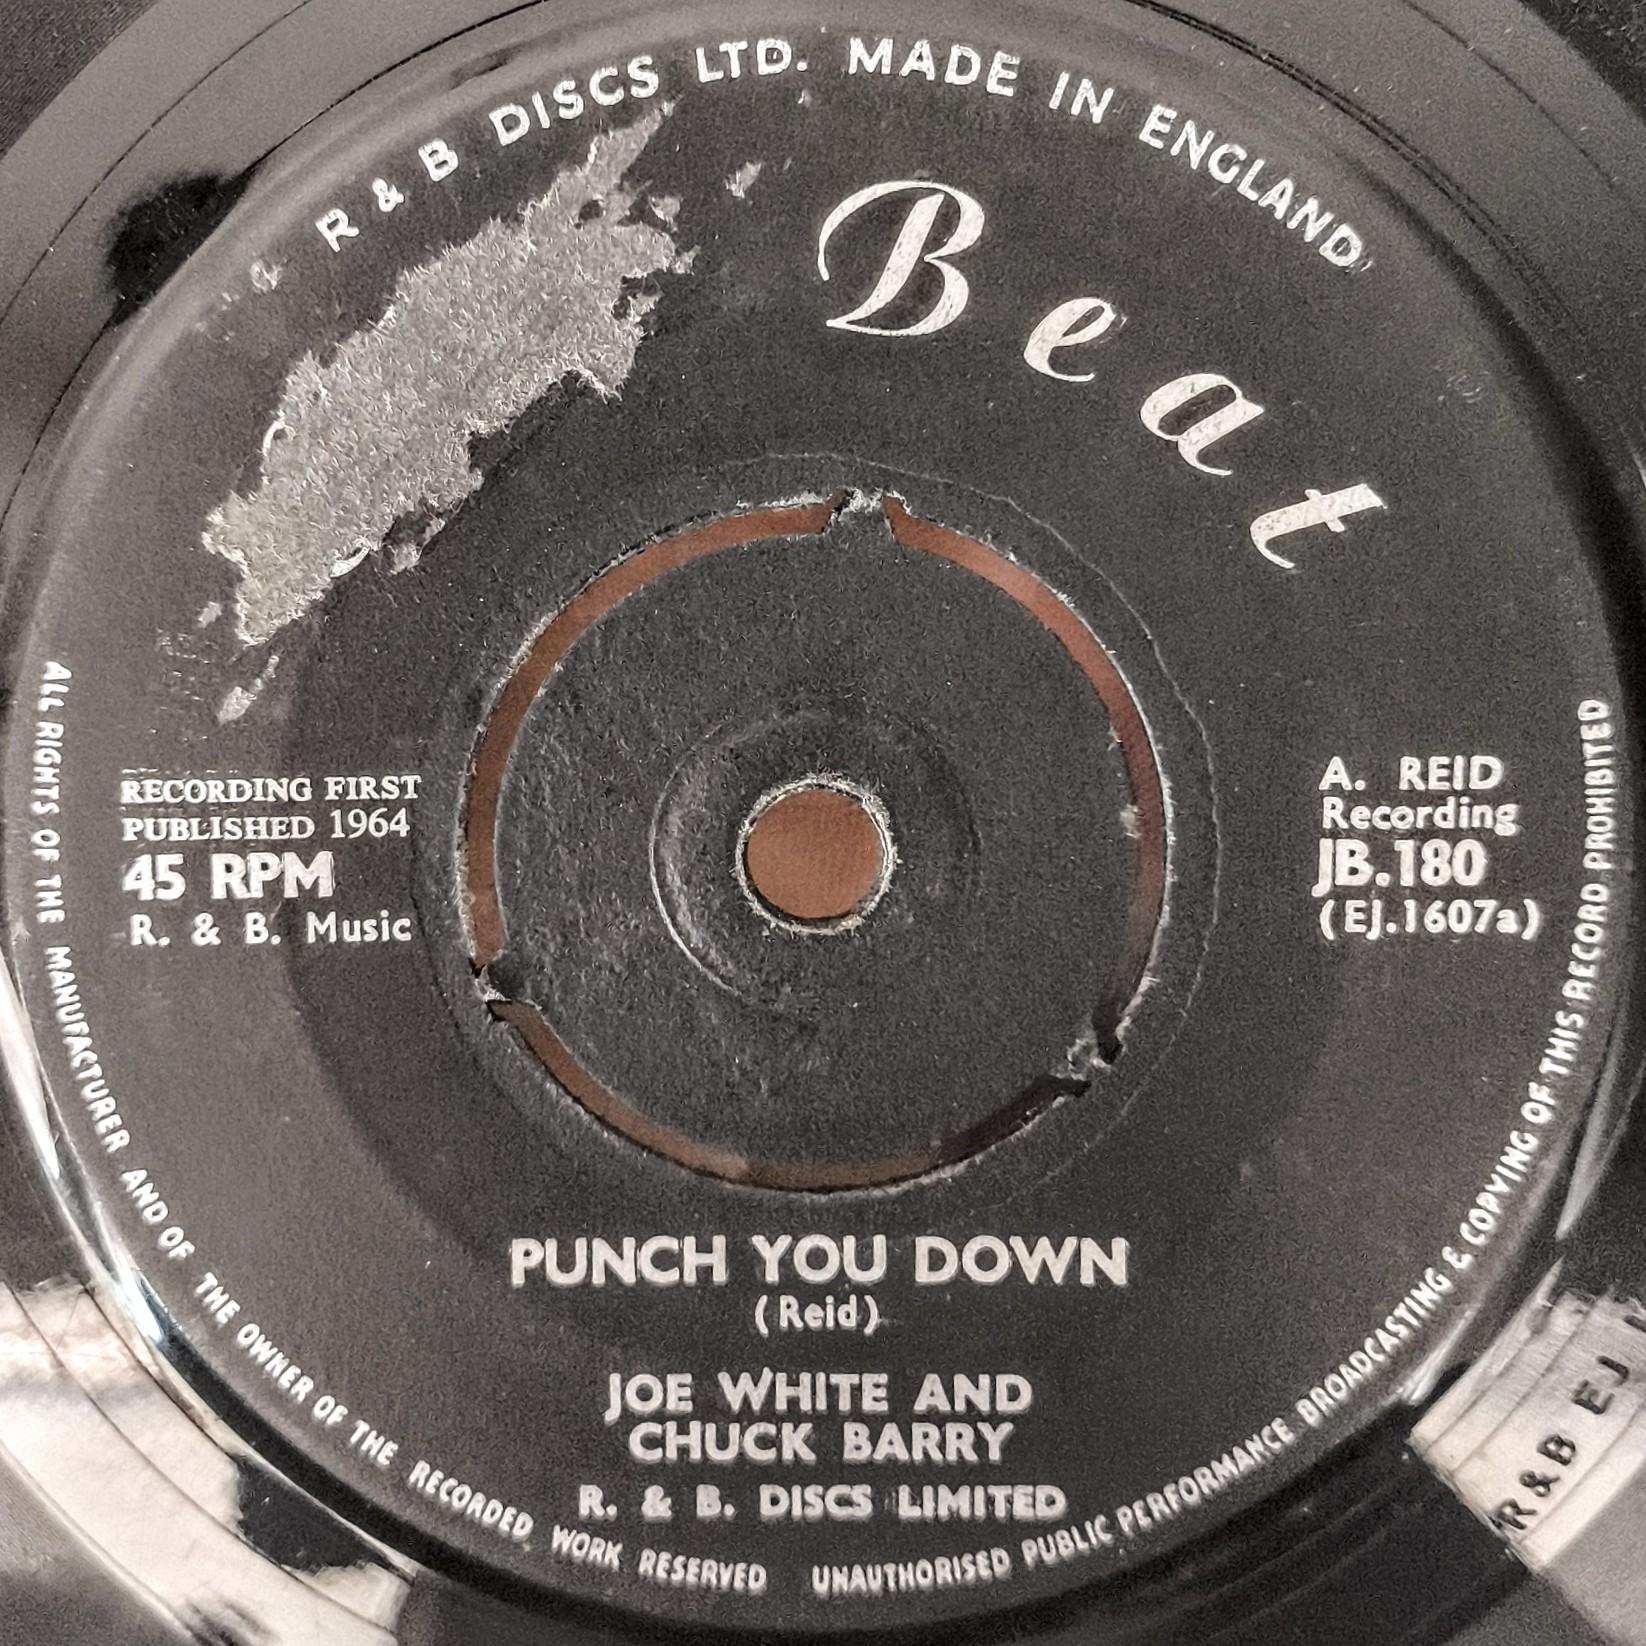 R & B DISCS LTD. MADE IN ENGLAND
Beat
RECORDING FIRST
PUBLISHED 1964
45 RPM
R. & B. Music
A. REID
Recording
JB.180
(EJ.1607a)
PUNCH YOU DOWN
(Reid)
JOE WHITE AND
CHUCK BARRY
R. & B. DISCS LIMITED
ALL RIGHTS OF THE MANUFACTURER AND OF THE OWNER OF THE RECORDED WORK RESERVED UNAUTHORISED PUBLIC PERFORMANCE BROADCASTING & COPYING OF THIS RECORD PROHIBITED
R&B EJ